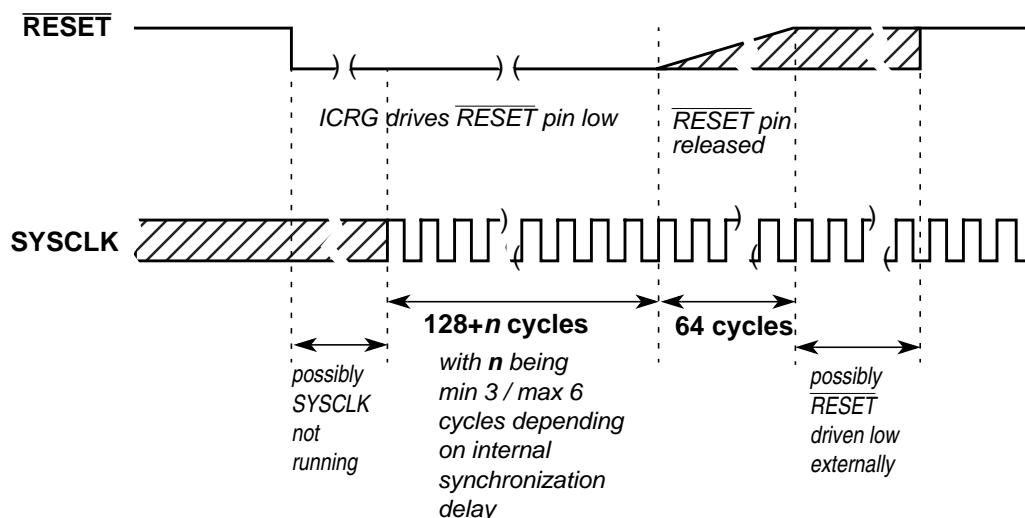 RESET
ICRG drives RESET pin low
RESET pin
released
SYSCLK
128+n cycles
with n being
min 3 / max 6
cycles depending
on internal
synchronization
delay
64 cycles
possibly
SYSCLK
not
running
possibly
RESET
driven low
externally